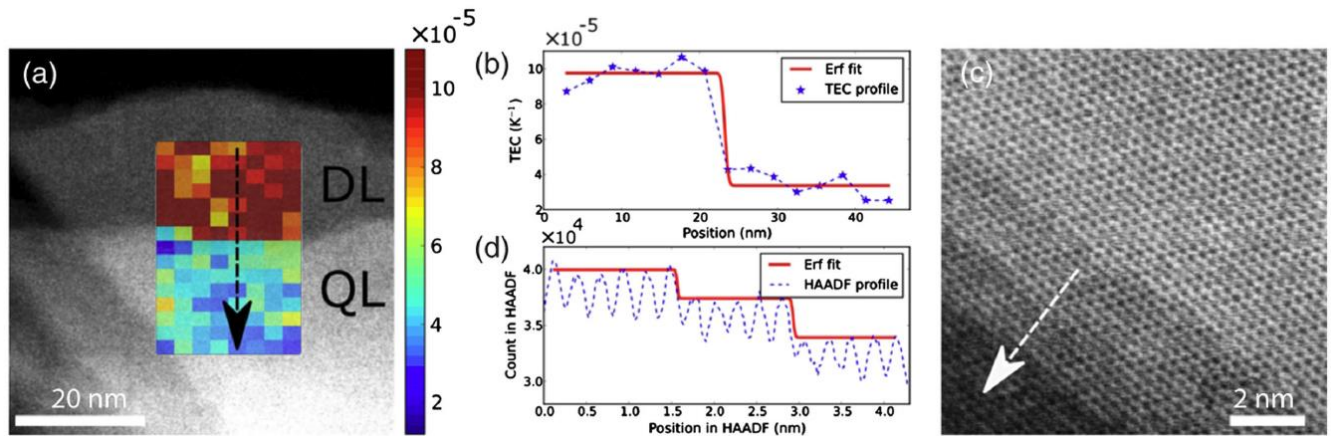 (a)
DL
QL
20 nm
×10⁻⁵
10
8
6
4
2
(b)
×10⁻⁵
TEC (K⁻¹)
10
8
6
4
2
Erf fit
TEC profile
0 10 20 30 40
Position (nm)
(d)
×10⁴
Count in HAADF
4.0
3.5
3.0
Erf fit
HAADF profile
0.0 0.5 1.0 1.5 2.0 2.5 3.0 3.5 4.0
Position in HAADF (nm)
(c)
2 nm